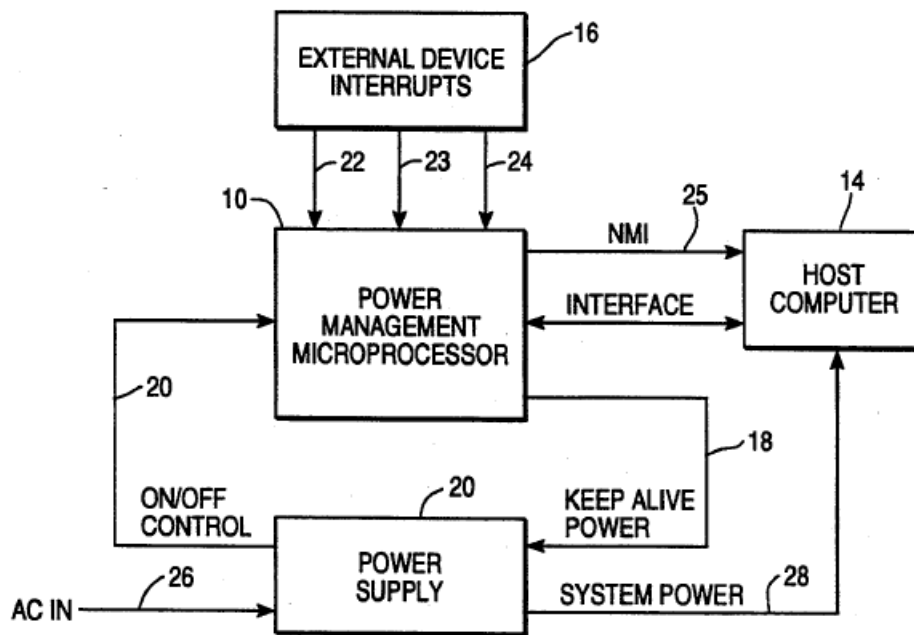 EXTERNAL DEVICE
INTERRUPTS
16
22
23
24
10
25
14
NMI
POWER
MANAGEMENT
MICROPROCESSOR
INTERFACE
HOST
COMPUTER
20
18
ON/OFF
CONTROL
20
KEEP ALIVE
POWER
POWER
SUPPLY
26
AC IN
SYSTEM POWER
28